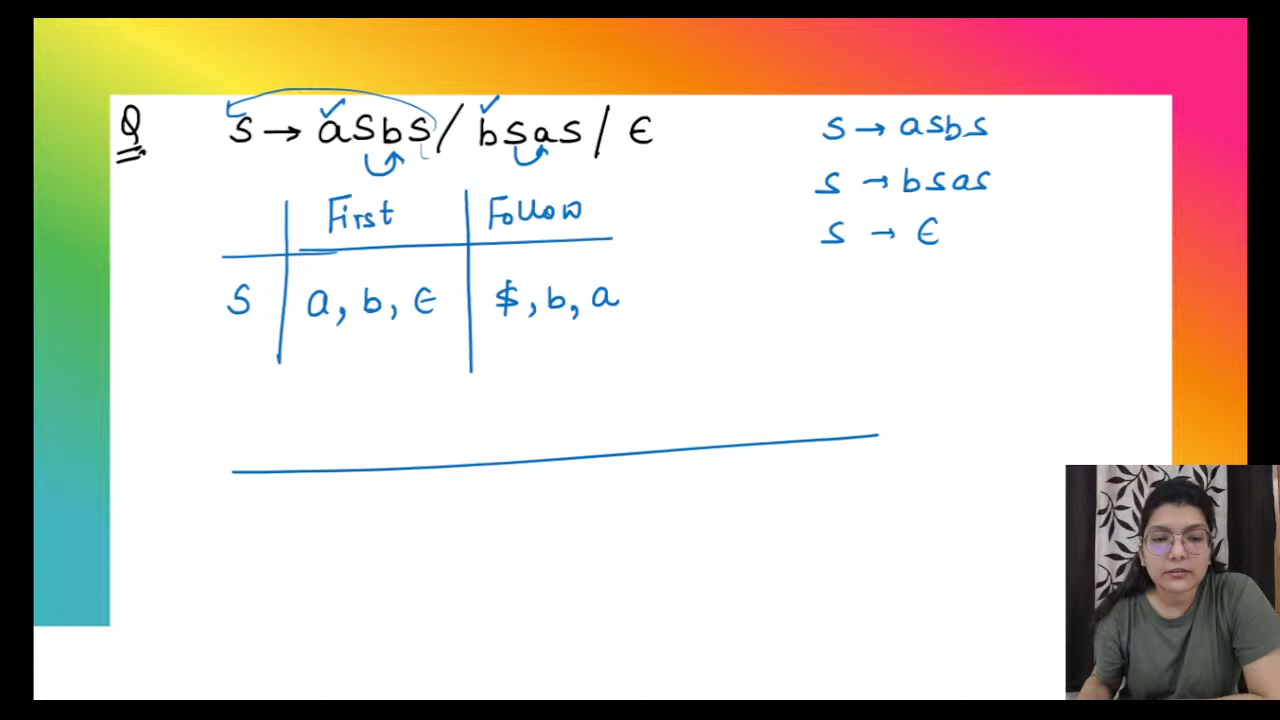 Q S → aSbS / bSaS / ε
S → aSbS
S → bSaS
S → ε
First Follow
S a, b, ε $, b, a